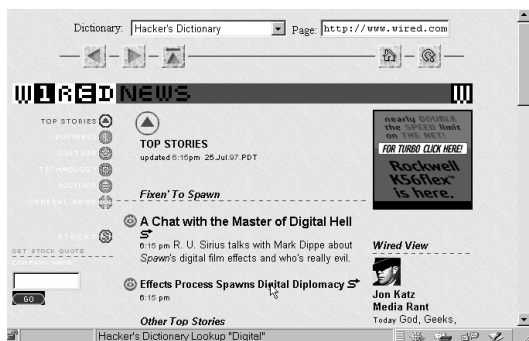 Dictionary: Hacker's Dictionary Page: http://www.wired.com
WIRED NEWS
TOP STORIES
BUSINESS
CULTURE
TECHNOLOGY
POLITICS
GENERAL NEWS
STOCKS
GET STOCK QUOTE
COMPANY NAME
GO
TOP STORIES
updated 6:15pm 25.Jul.97.PDT
Fixen' To Spawn
A Chat with the Master of Digital Hell
6:15 pm R. U. Sirius talks with Mark Dippe about
Spawn's digital film effects and who's really evil.
Effects Process Spawns Digital Diplomacy
6:15 pm
Other Top Stories
nearly DOUBLE
the SPEED limit
on THE NET!
FOR TURBO CLICK HERE!
Rockwell
K56flex™
is here.
Wired View
Jon Katz
Media Rant
Today God, Geeks,
Hacker's Dictionary Lookup "Digital"